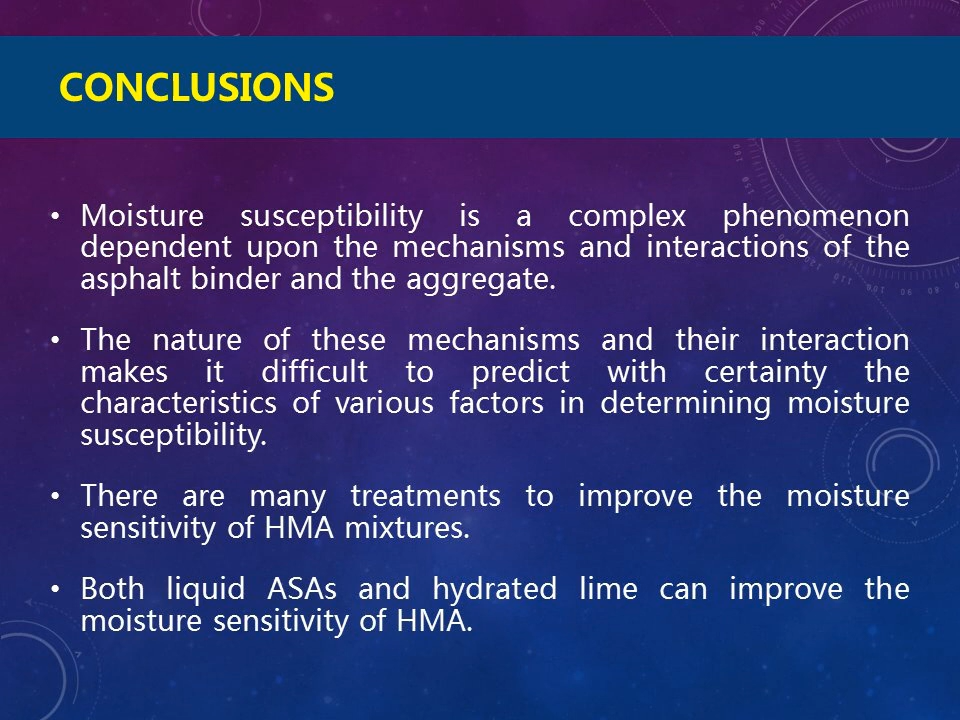 CONCLUSIONS
• Moisture susceptibility is a complex phenomenon
dependent upon the mechanisms and interactions of the
asphalt binder and the aggregate.
• The nature of these mechanisms and their interaction
makes it difficult to predict with certainty the
characteristics of various factors in determining moisture
susceptibility.
• There are many treatments to improve the moisture
sensitivity of HMA mixtures.
• Both liquid ASAs and hydrated lime can improve the
moisture sensitivity of HMA.